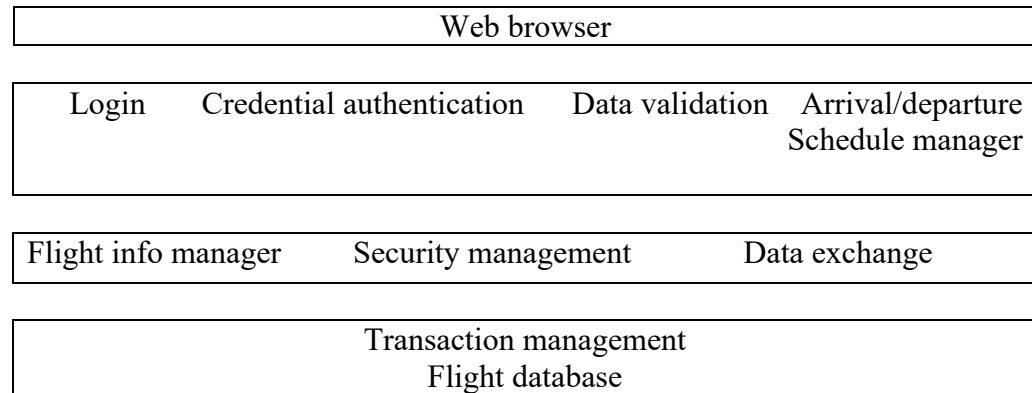 Web browser
Login Credential authentication Data validation Arrival/departure
Schedule manager
Flight info manager Security management Data exchange
Transaction management
Flight database